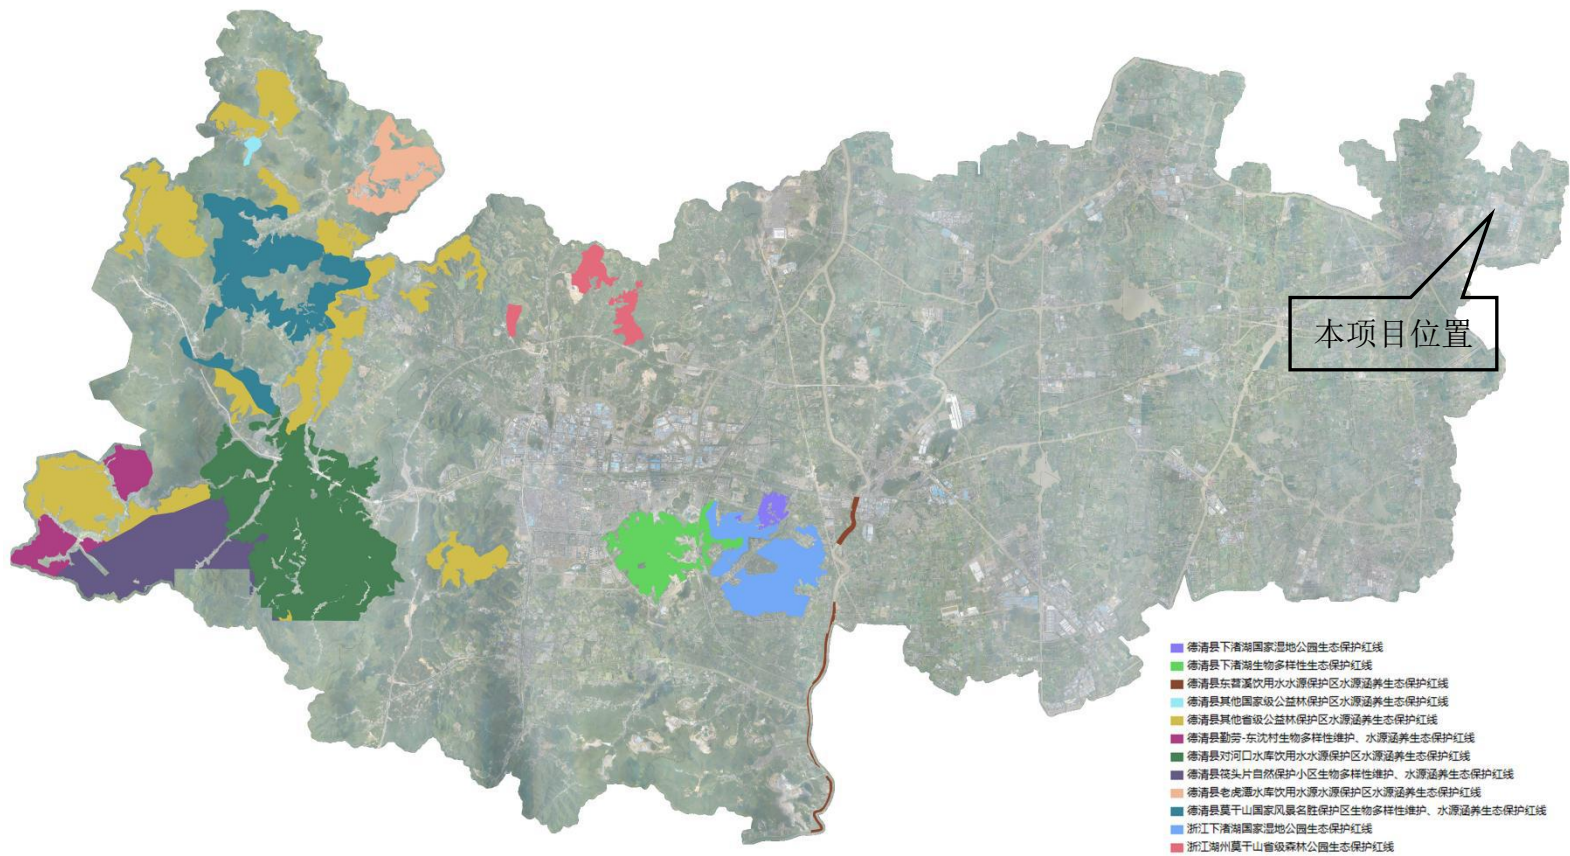 本项目位置
德清县下渚湖国家湿地公园生态保护红线
德清县下渚湖生物多样性生态保护红线
德清县东苕溪饮用水水源保护区水源涵养生态保护红线
德清县其他国家级公益林保护区水源涵养生态保护红线
德清县其他省级公益林保护区水源涵养生态保护红线
德清县勤劳-东沈村生物多样性维护、水源涵养生态保护红线
德清县对河口水库饮用水水源保护区水源涵养生态保护红线
德清县筏头片自然保护小区生物多样性维护、水源涵养生态保护红线
德清县老虎潭水库饮用水源水源保护区水源涵养生态保护红线
德清县莫干山国家风景名胜保护区生物多样性维护、水源涵养生态保护红线
浙江下渚湖国家湿地公园生态保护红线
浙江湖州莫干山省级森林公园生态保护红线